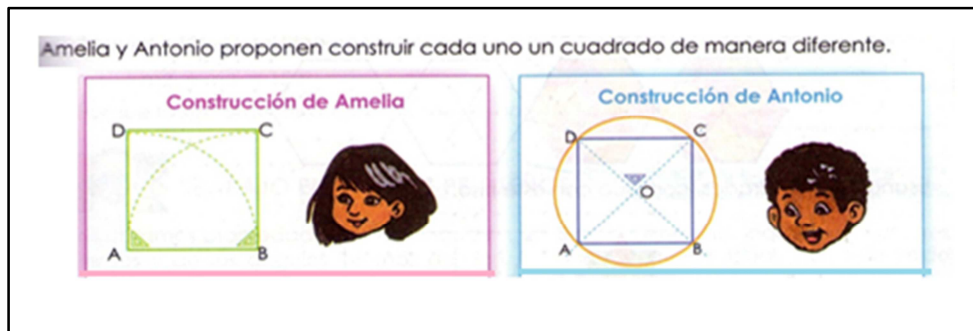 Amelia y Antonio proponen construir cada uno un cuadrado de manera diferente.
Construcción de Amelia
D C
A B
Construcción de Antonio
D C
O
A B